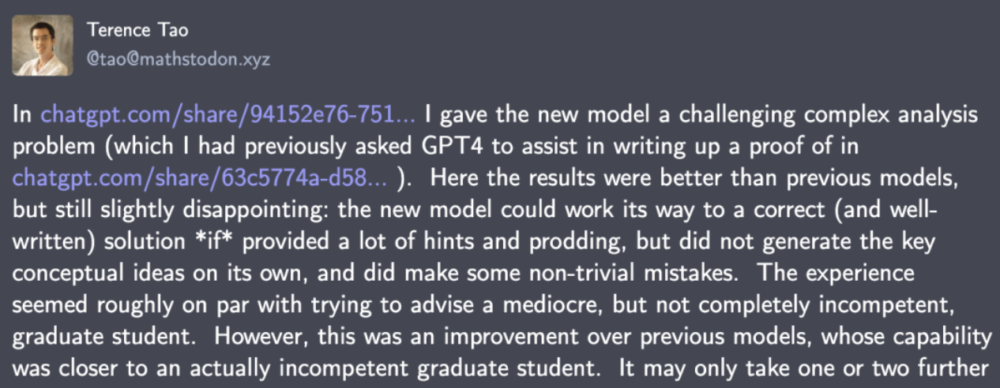 Terence Tao
@tao@mathstodon.xyz
In chatgpt.com/share/94152e76-751... I gave the new model a challenging complex analysis
problem (which I had previously asked GPT4 to assist in writing up a proof of in
chatgpt.com/share/63c5774a-d58... ).  Here the results were better than previous models,
but still slightly disappointing: the new model could work its way to a correct (and well-
written) solution *if* provided a lot of hints and prodding, but did not generate the key
conceptual ideas on its own, and did make some non-trivial mistakes.  The experience
seemed roughly on par with trying to advise a mediocre, but not completely incompetent,
graduate student.  However, this was an improvement over previous models, whose capability
was closer to an actually incompetent graduate student.  It may only take one or two further